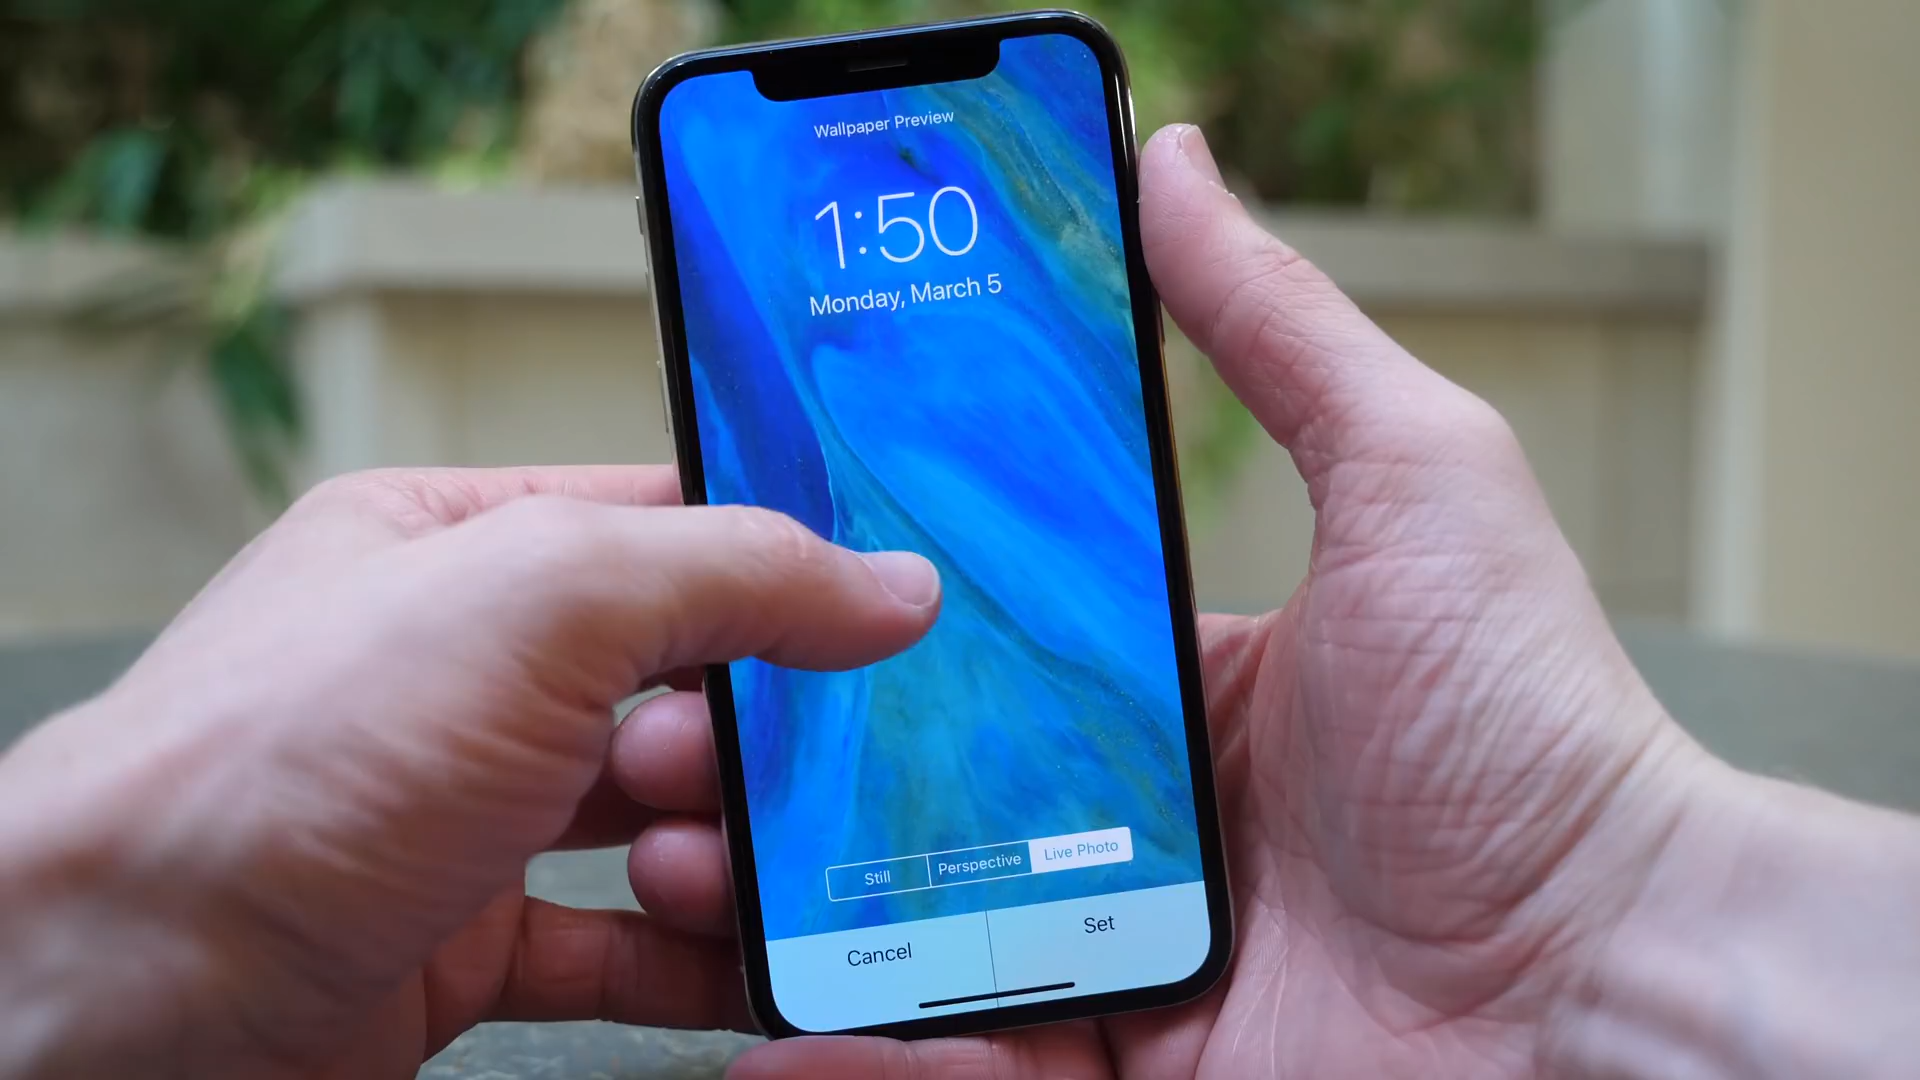 Wallpaper Preview
1:50
Monday, March 5
Still
Perspective
Live Photo
Cancel
Set